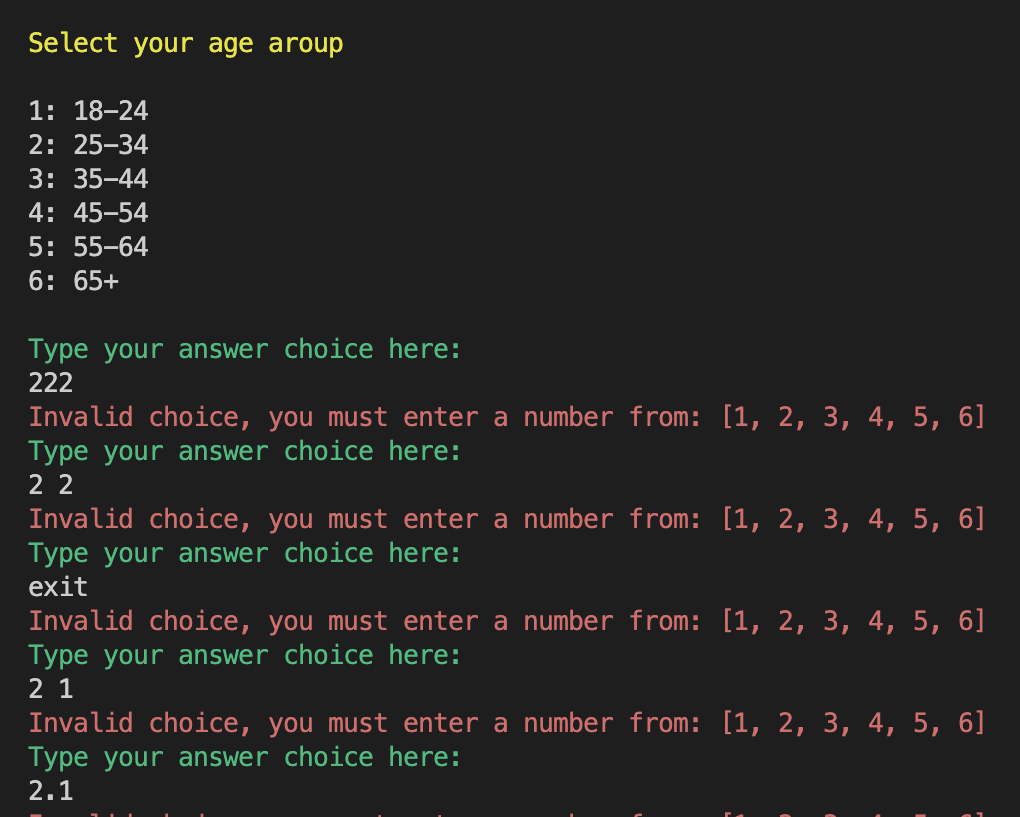 Select your age aroup
1: 18-24
2: 25-34
3: 35-44
4: 45-54
5: 55-64
6: 65+
Type your answer choice here:
222
Invalid choice, you must enter a number from: [1, 2, 3, 4, 5, 6]
Type your answer choice here:
2 2
Invalid choice, you must enter a number from: [1, 2, 3, 4, 5, 6]
Type your answer choice here:
exit
Invalid choice, you must enter a number from: [1, 2, 3, 4, 5, 6]
Type your answer choice here:
2 1
Invalid choice, you must enter a number from: [1, 2, 3, 4, 5, 6]
Type your answer choice here:
2.1